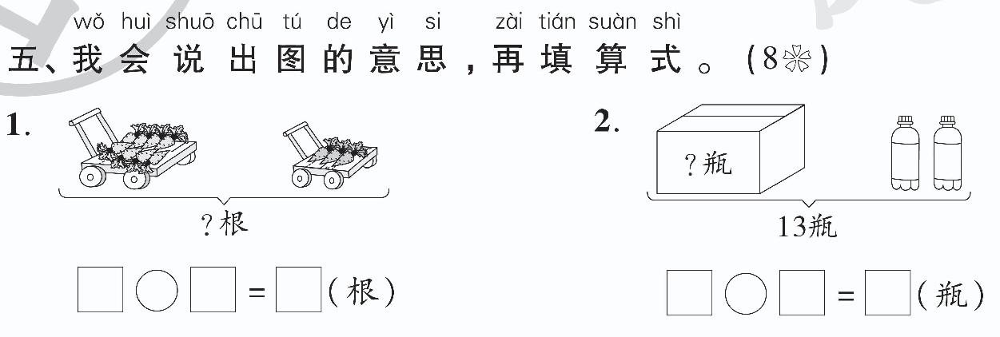 wǒ huì shuō chū tú de yì si zài tián suàn shì
五、我会说出图的意思,再填算式。(8)
1.
2.
?瓶
?根
13瓶
=(根)
=(瓶)